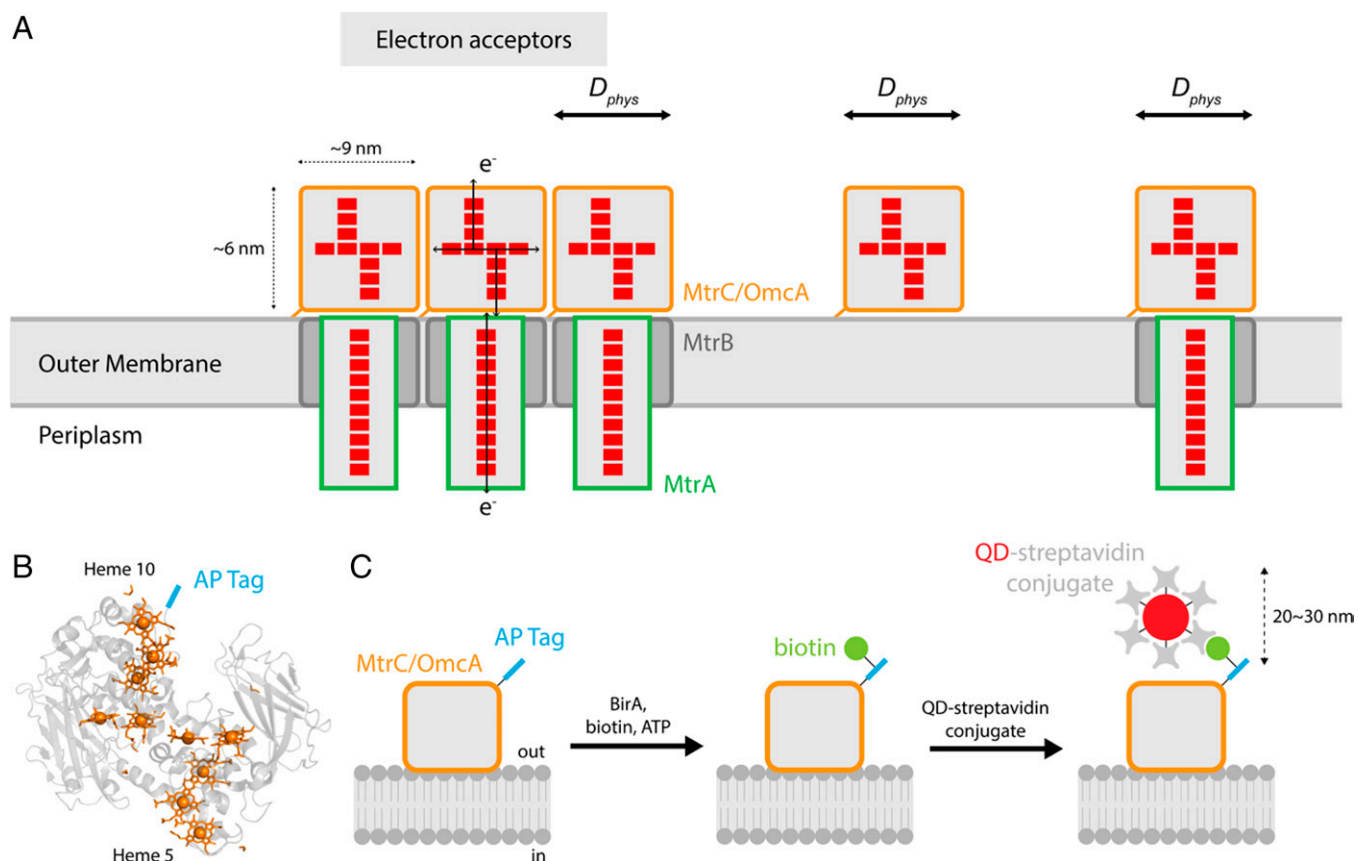 A
Electron acceptors
D_phys
D_phys
D_phys
~9 nm
e⁻
~6 nm
MtrC/OmcA
MtrB
Outer Membrane
Periplasm
MtrA
e⁻
B
Heme 10
AP Tag
Heme 5
C
MtrC/OmcA
AP Tag
BirA,
biotin, ATP
out
in
biotin
QD-streptavidin
conjugate
QD-streptavidin
conjugate
20~30 nm